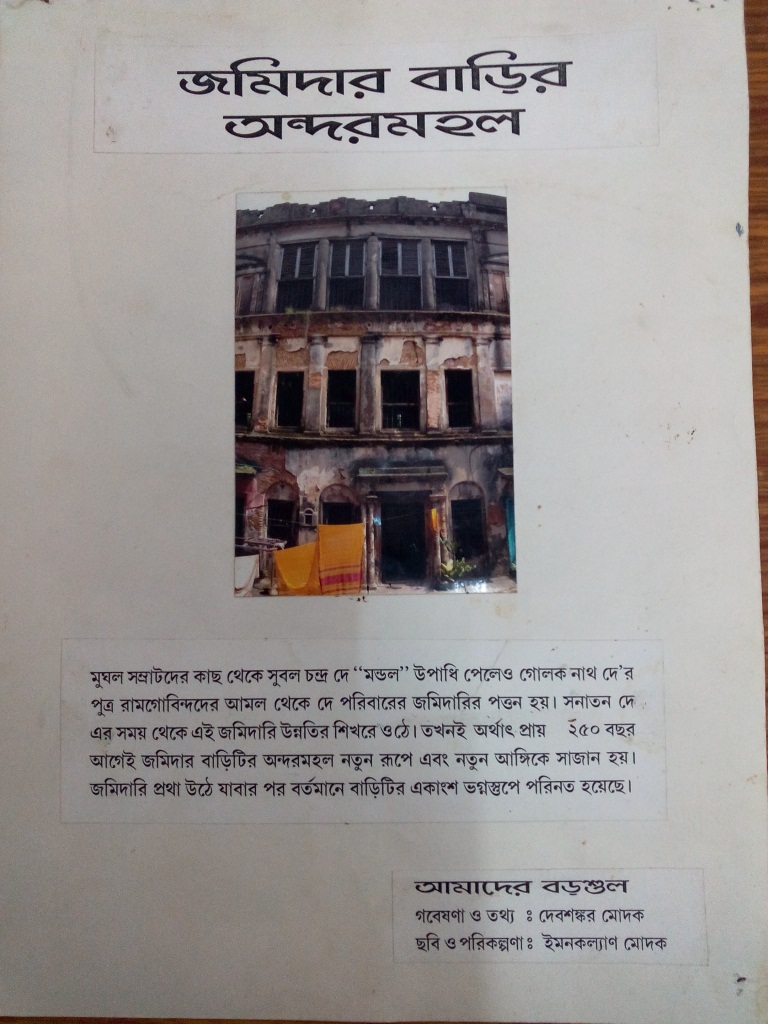 জমিদার বাড়ির
অন্দরমহল
মুঘল সম্রাটদের কাছ থেকে সুবল চন্দ্র দে “মন্ডল” উপাধি পেলেও গোলক নাথ দে’র
পুত্র রামগোবিন্দদের আমল থেকে দে পরিবারের জমিদারির পত্তন হয়। সনাতন দে
এর সময় থেকে এই জমিদারি উন্নতির শিখরে ওঠে। তখনই অর্থাৎ প্রায় ২৫০ বছর
আগেই জমিদার বাড়িটির অন্দরমহল নতুন রূপে এবং নতুন আঙ্গিকে সাজান হয়।
জমিদারি প্রথা উঠে যাবার পর বর্তমানে বাড়িটির একাংশ ভগ্নস্তুপে পরিনত হয়েছে।
আমাদের বড়শুল
গবেষণা ও তথ্য ঃ দেবশঙ্কর মোদক
ছবি ও পরিকল্পণা ঃ ইমনকল্যাণ মোদক